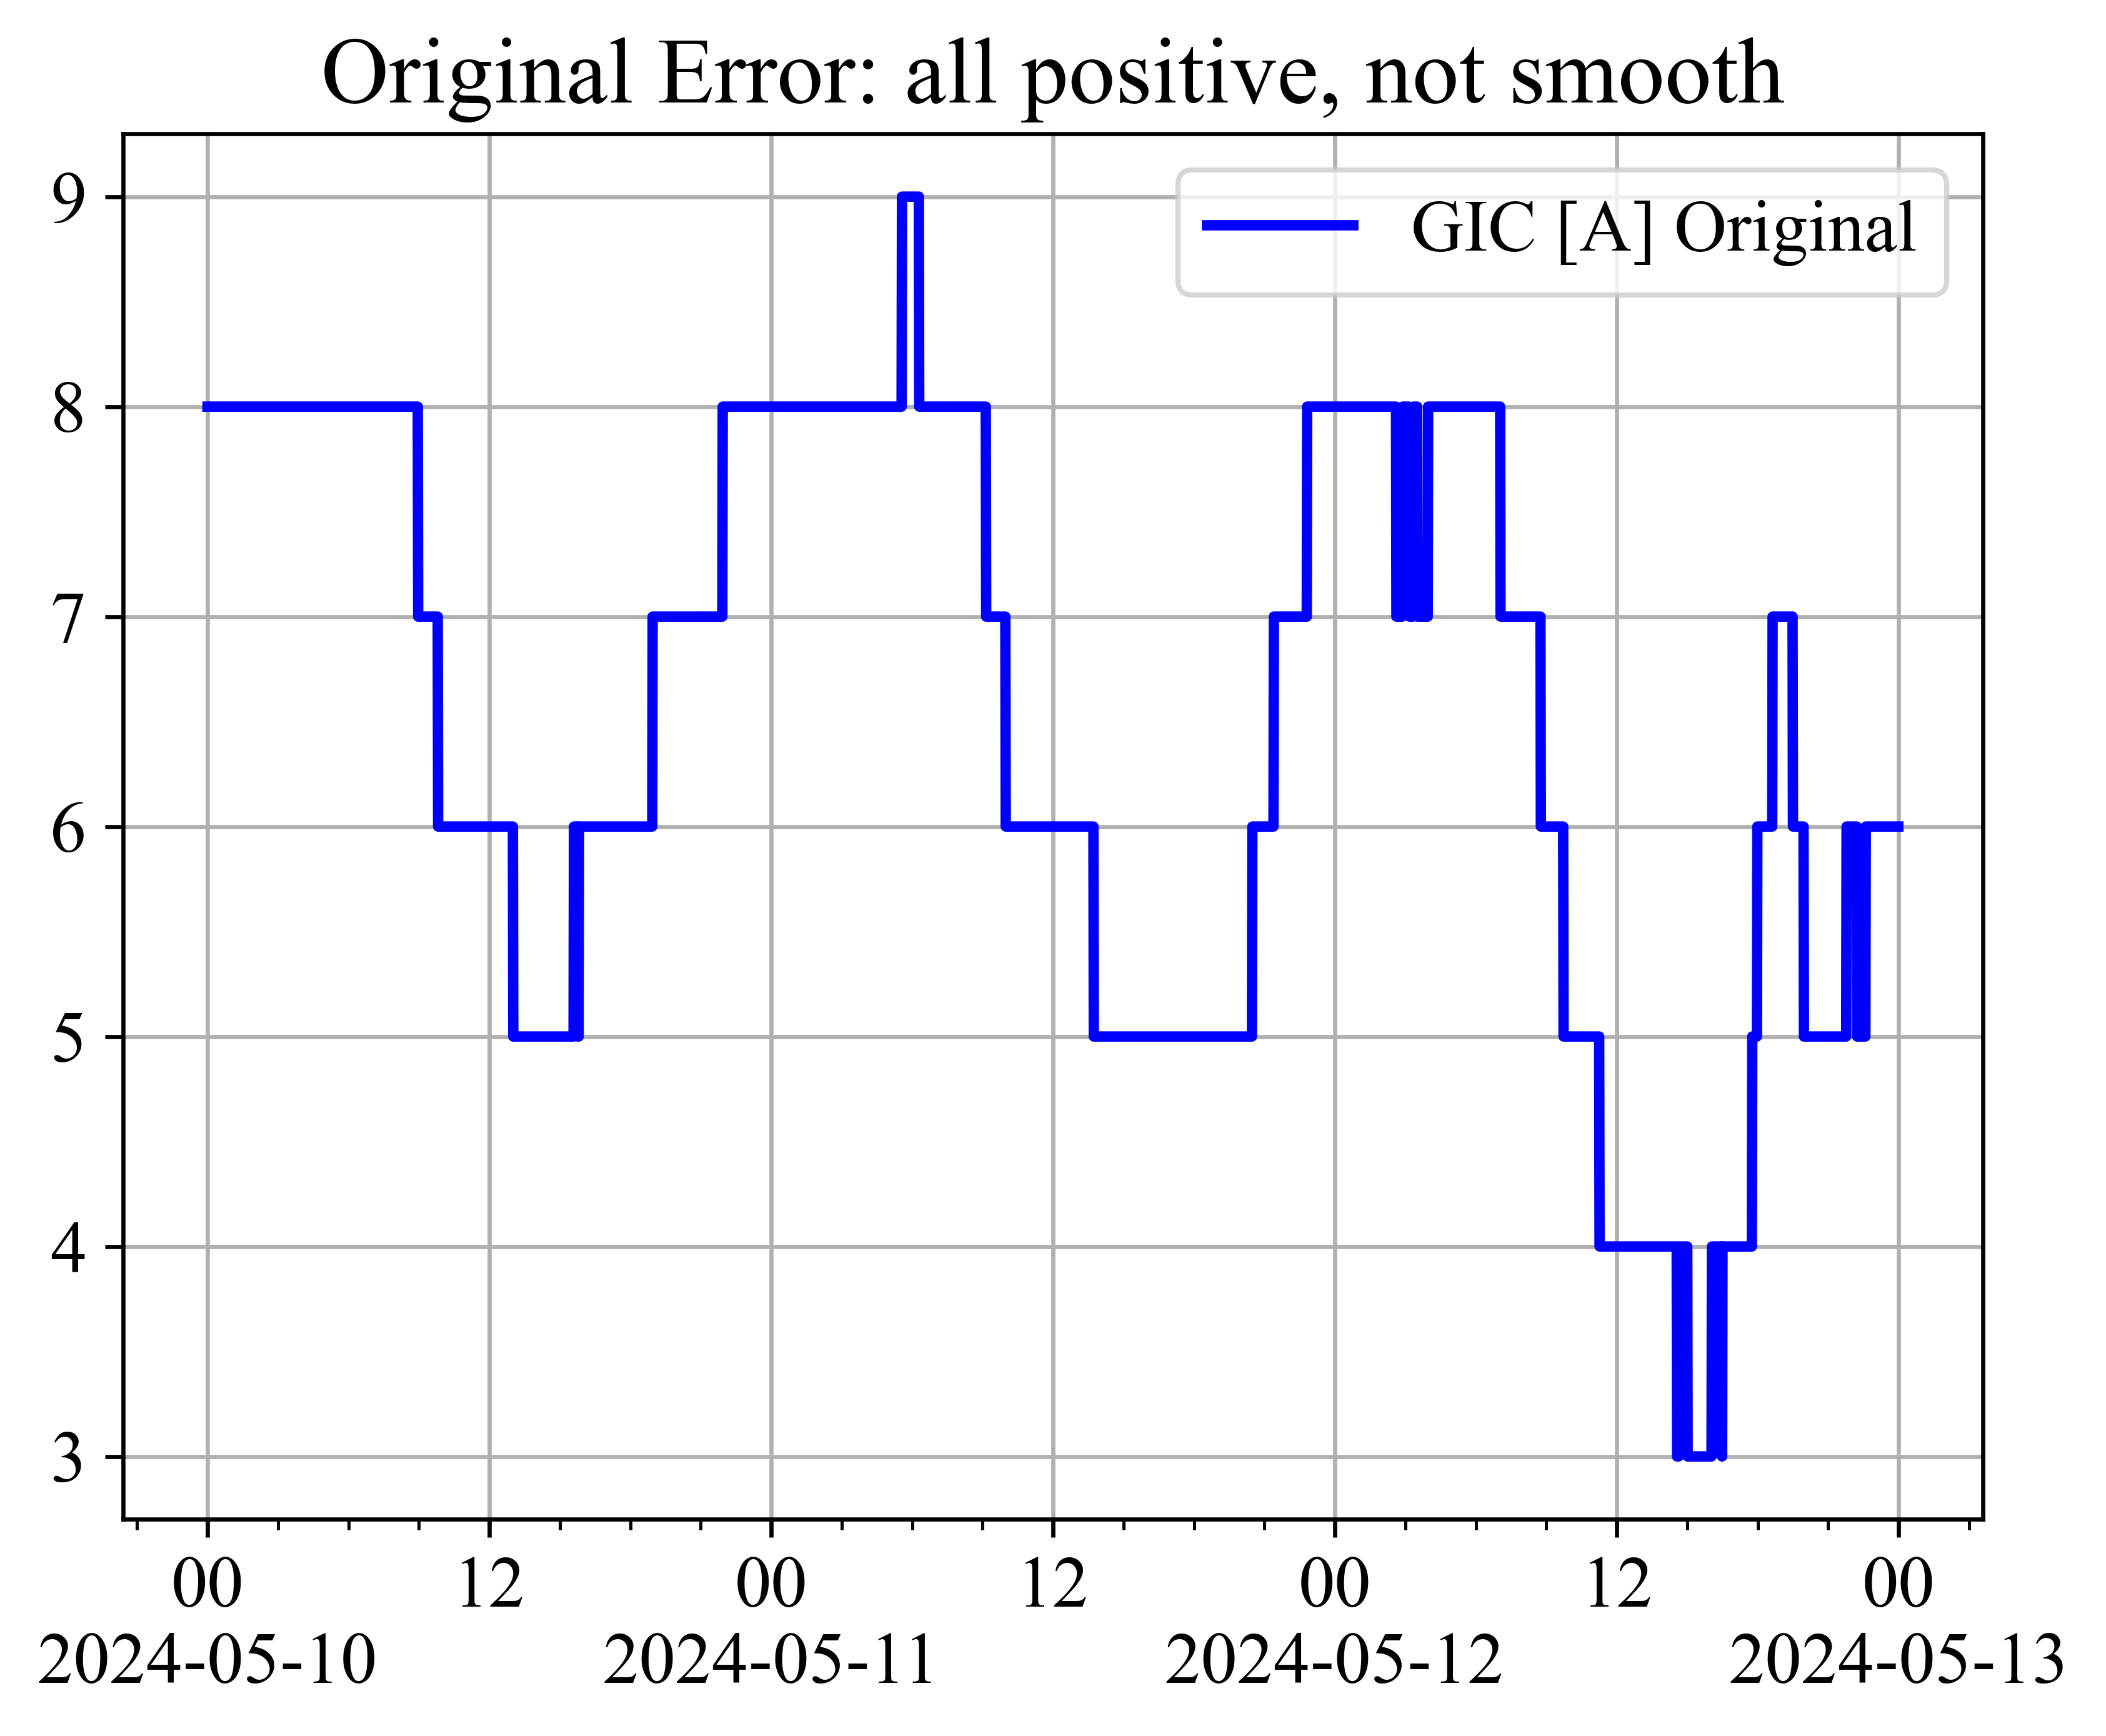 Original Error: all positive, not smooth
GIC [A] Original
9
8
7
6
5
4
3
00 12 00 12 00 12 00
2024-05-10 2024-05-11 2024-05-12 2024-05-13